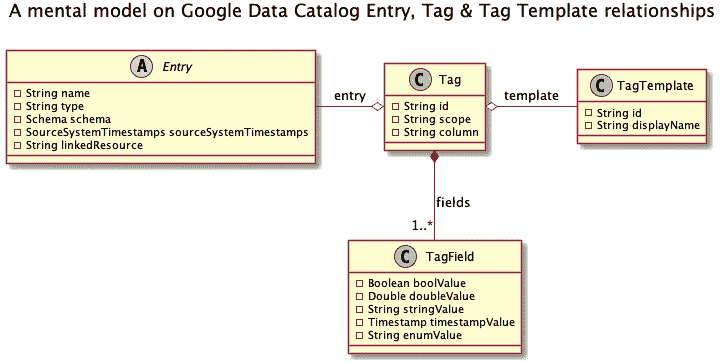 A mental model on Google Data Catalog Entry, Tag & Tag Template relationships
A Entry
String name
String type
Schema schema
SourceSystemTimestamps sourceSystemTimestamps
String linkedResource
entry
C Tag
String id
String scope
String column
template
C TagTemplate
String id
String displayName
fields
1..*
C TagField
Boolean boolValue
Double doubleValue
String stringValue
Timestamp timestampValue
String enumValue